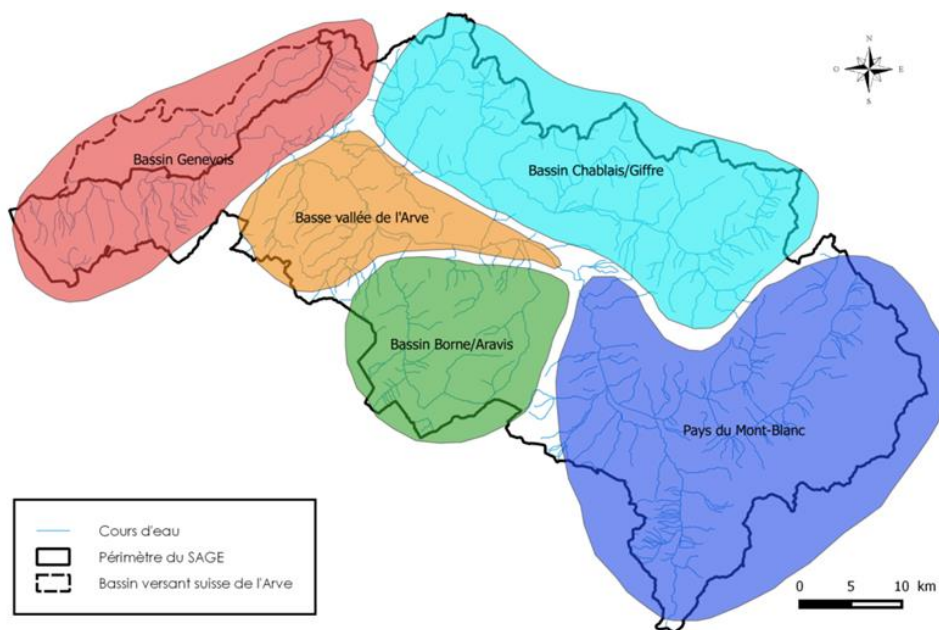 N
O
E
S
Bassin Genevois
Bassin Chablais/Giffre
Basse vallée de l'Arve
Bassin Borne/Aravis
Pays du Mont-Blanc
Cours d'eau
Périmètre du SAGE
Bassin versant suisse de l'Arve
0 5 10 km